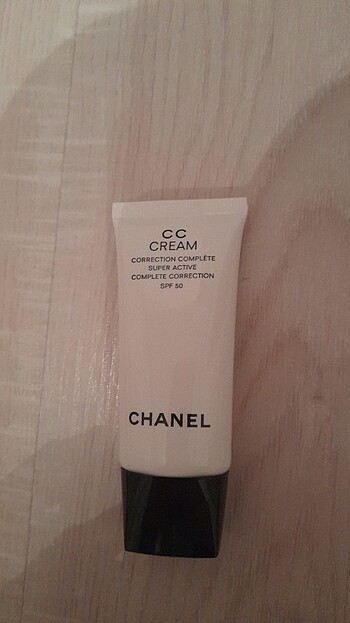 CC
CREAM
CORRECTION COMPLÈTE
SUPER ACTIVE
COMPLETE CORRECTION
SPF 50
CHANEL